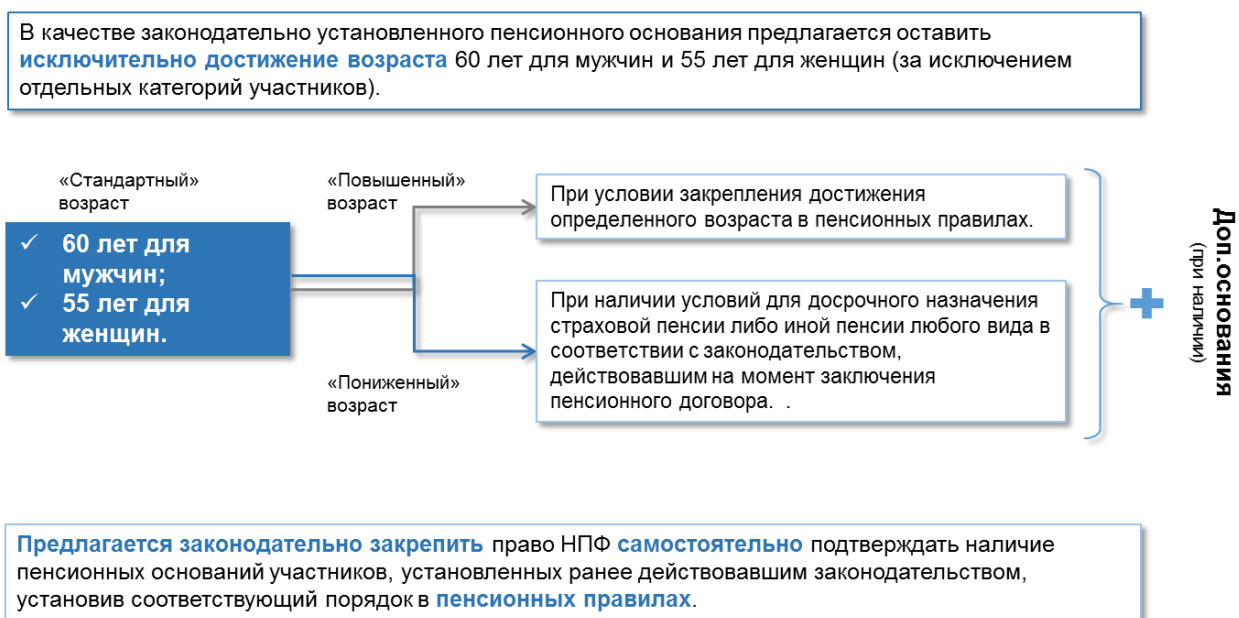 В качестве законодательно установленного пенсионного основания предлагается оставить
исключительно достижение возраста 60 лет для мужчин и 55 лет для женщин (за исключением
отдельных категорий участников).
«Стандартный»
возраст
«Повышенный»
возраст
✓ 60 лет для
мужчин;
✓ 55 лет для
женщин.
При условии закрепления достижения
определенного возраста в пенсионных правилах.
При наличии условий для досрочного назначения
страховой пенсии либо иной пенсии любого вида в
соответствии с законодательством,
действовавшим на момент заключения
пенсионного договора. .
«Пониженный»
возраст
Доп.основания
(при наличии)
Предлагается законодательно закрепить право НПФ самостоятельно подтверждать наличие
пенсионных оснований участников, установленных ранее действовавшим законодательством,
установив соответствующий порядок в пенсионных правилах.